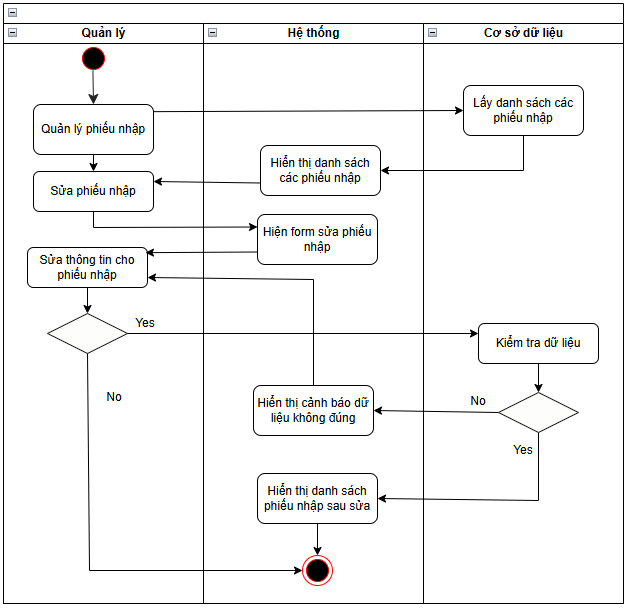 Quản lý
Hệ thống
Cơ sở dữ liệu
Quản lý phiếu nhập
Lấy danh sách các
phiếu nhập
Hiển thị danh sách
các phiếu nhập
Sửa phiếu nhập
Hiện form sửa phiếu
nhập
Sửa thông tin cho
phiếu nhập
Yes
Kiểm tra dữ liệu
No
Hiển thị cảnh báo dữ
liệu không đúng
No
Yes
Hiển thị danh sách
phiếu nhập sau sửa